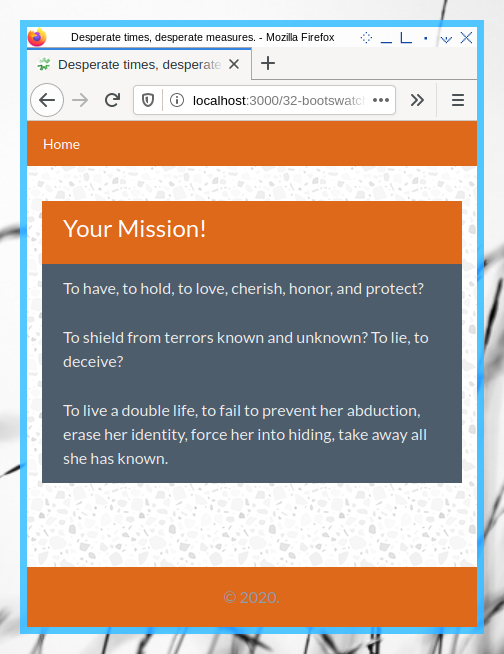 Desperate times, desperate measures. - Mozilla Firefox
Desperate times, desperate
localhost:3000/32-bootswatc
Home
Your Mission!
To have, to hold, to love, cherish, honor, and protect?
To shield from terrors known and unknown? To lie, to
deceive?
To live a double life, to fail to prevent her abduction,
erase her identity, force her into hiding, take away all
she has known.
© 2020.